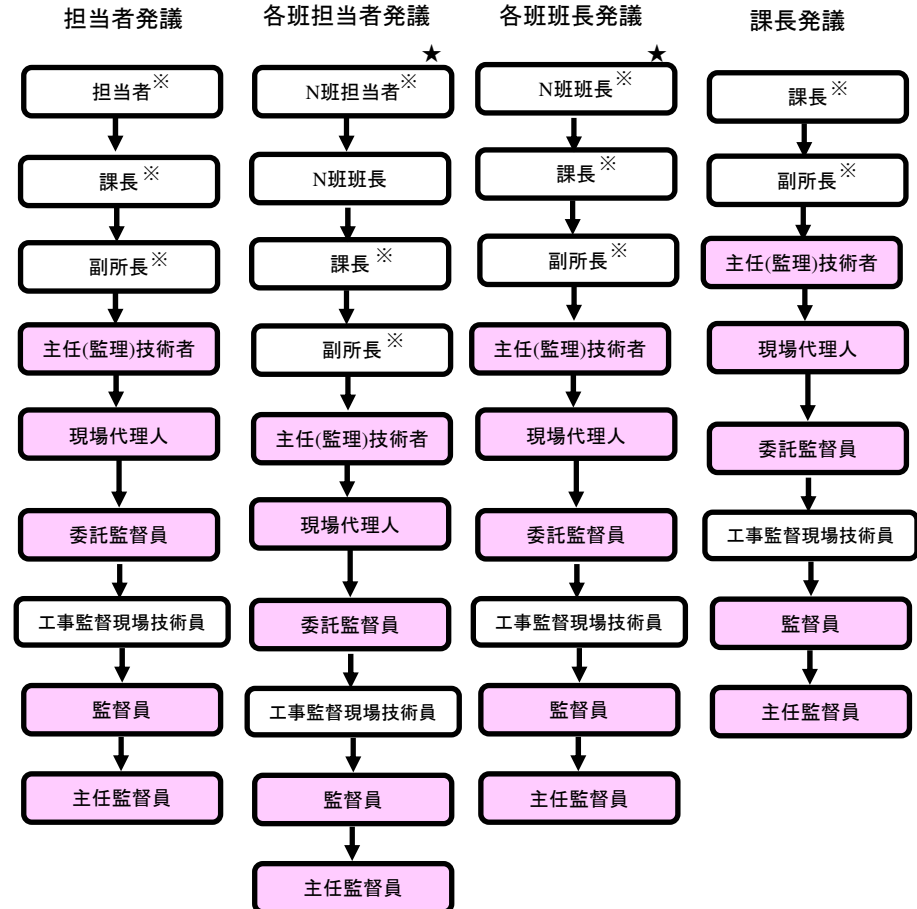 担当者発議
担当者※
課長※
副所長※
主任(監理)技術者
現場代理人
委託監督員
工事監督現場技術員
監督員
主任監督員
各班担当者発議
★
N班担当者※
N班班長
課長※
副所長※
主任(監理)技術者
現場代理人
委託監督員
工事監督現場技術員
監督員
主任監督員
各班班長発議
★
N班班長※
課長※
副所長※
主任(監理)技術者
現場代理人
委託監督員
工事監督現場技術員
監督員
主任監督員
課長発議
課長※
副所長※
主任(監理)技術者
現場代理人
委託監督員
工事監督現場技術員
監督員
主任監督員